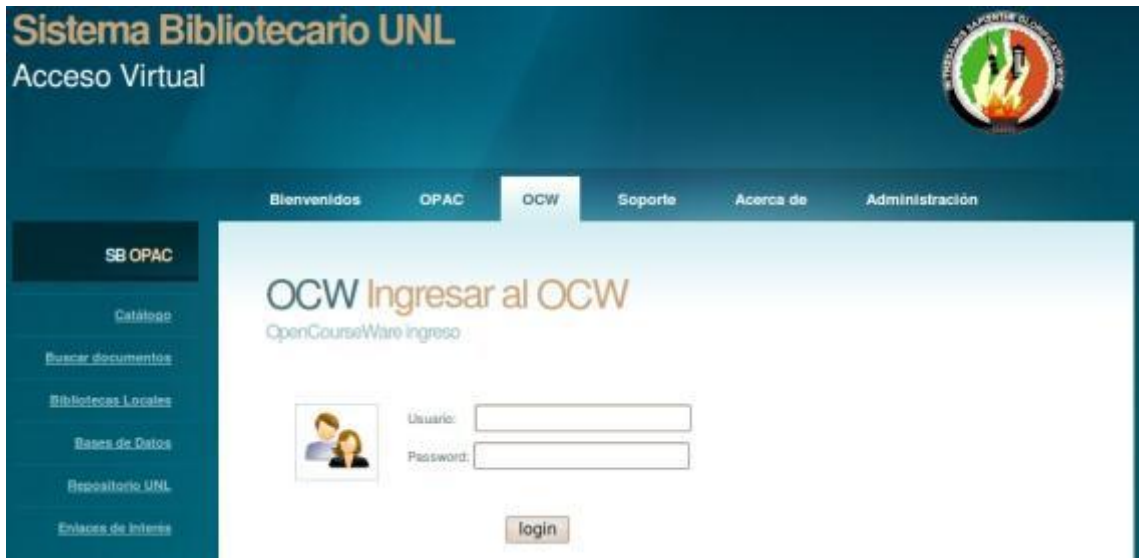 Sistema Bibliotecario UNL
Acceso Virtual
Bienvenidos OPAC OCW Soporte Acerca de Administración
SB OPAC
Catálogo
Buscar documentos
Bibliotecas Locales
Bases de Datos
Repositorio UNL
Enlaces de Interés
OCW Ingresar al OCW
OpenCourseWare ingreso
Usuario:
Password:
login